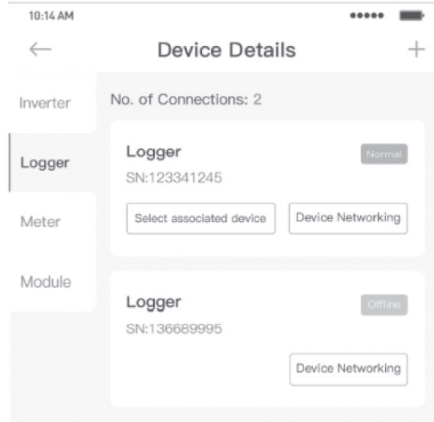 10:14 AM
Device Details
Inverter
Logger
Meter
Module
No. of Connections: 2
Logger
Normal
SN:123341245
Select associated device
Device Networking
Logger
Offline
SN:136689995
Device Networking